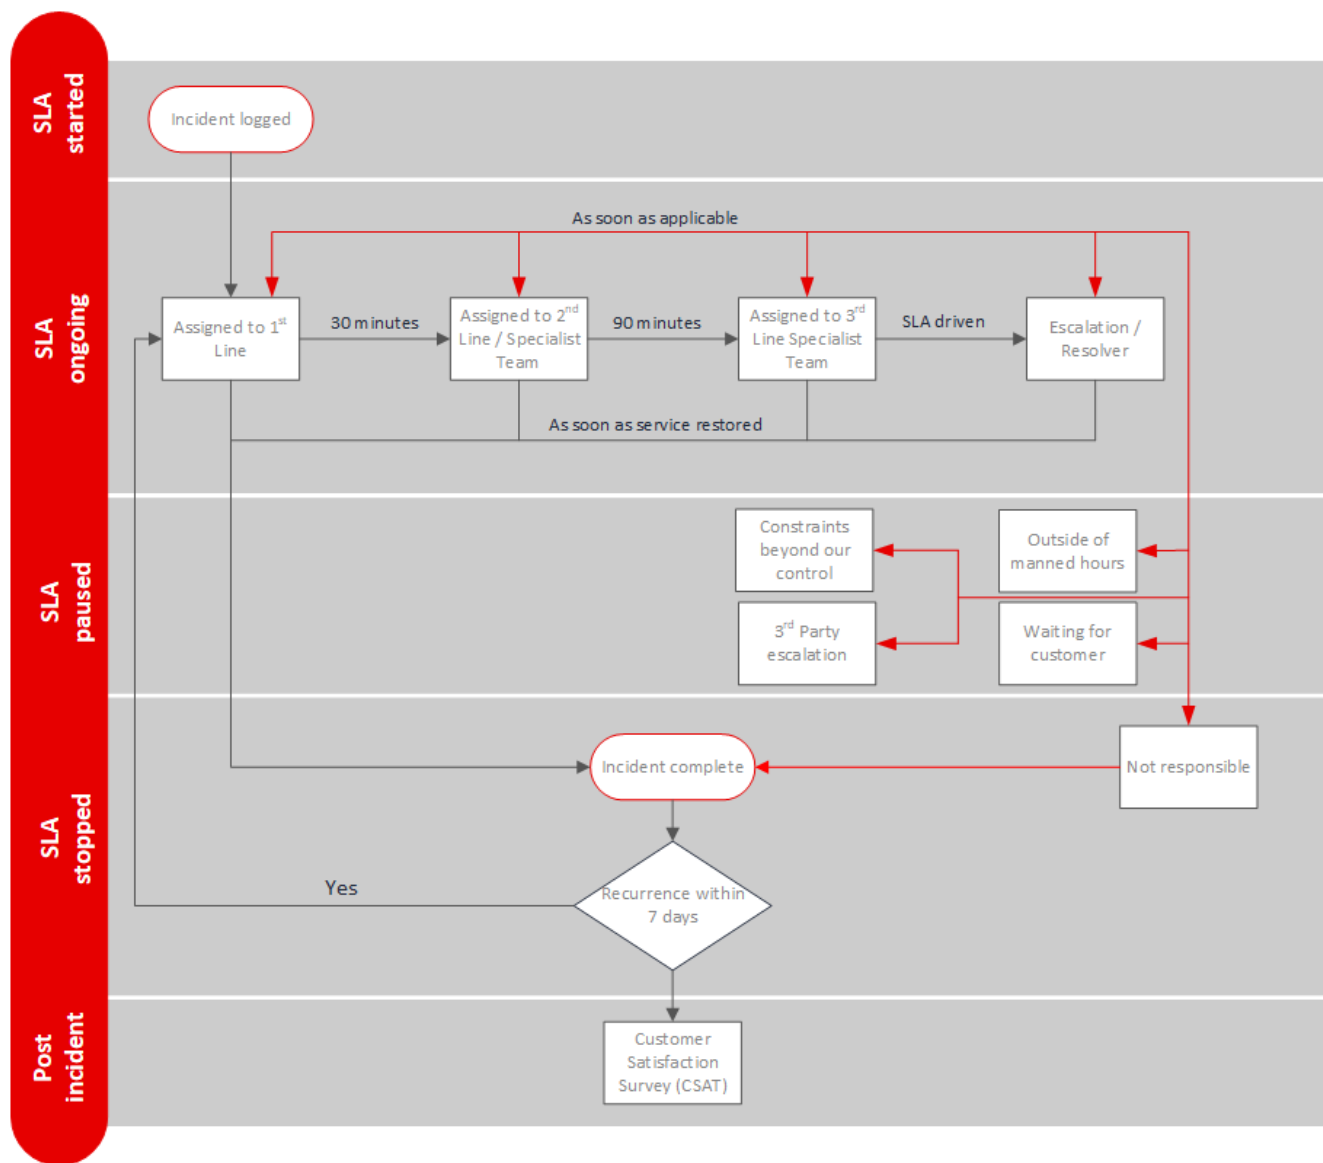 SLA
started
Incident logged
SLA
ongoing
As soon as applicable
Assigned to 1st
Line
30 minutes
Assigned to 2nd
Line / Specialist
Team
90 minutes
Assigned to 3rd
Line Specialist
Team
SLA driven
Escalation /
Resolver
As soon as service restored
SLA
paused
Constraints
beyond our
control
Outside of
manned hours
3rd Party
escalation
Waiting for
customer
SLA
stopped
Incident complete
Not responsible
Yes
Recurrence within
7 days
Post
incident
Customer
Satisfaction
Survey (CSAT)